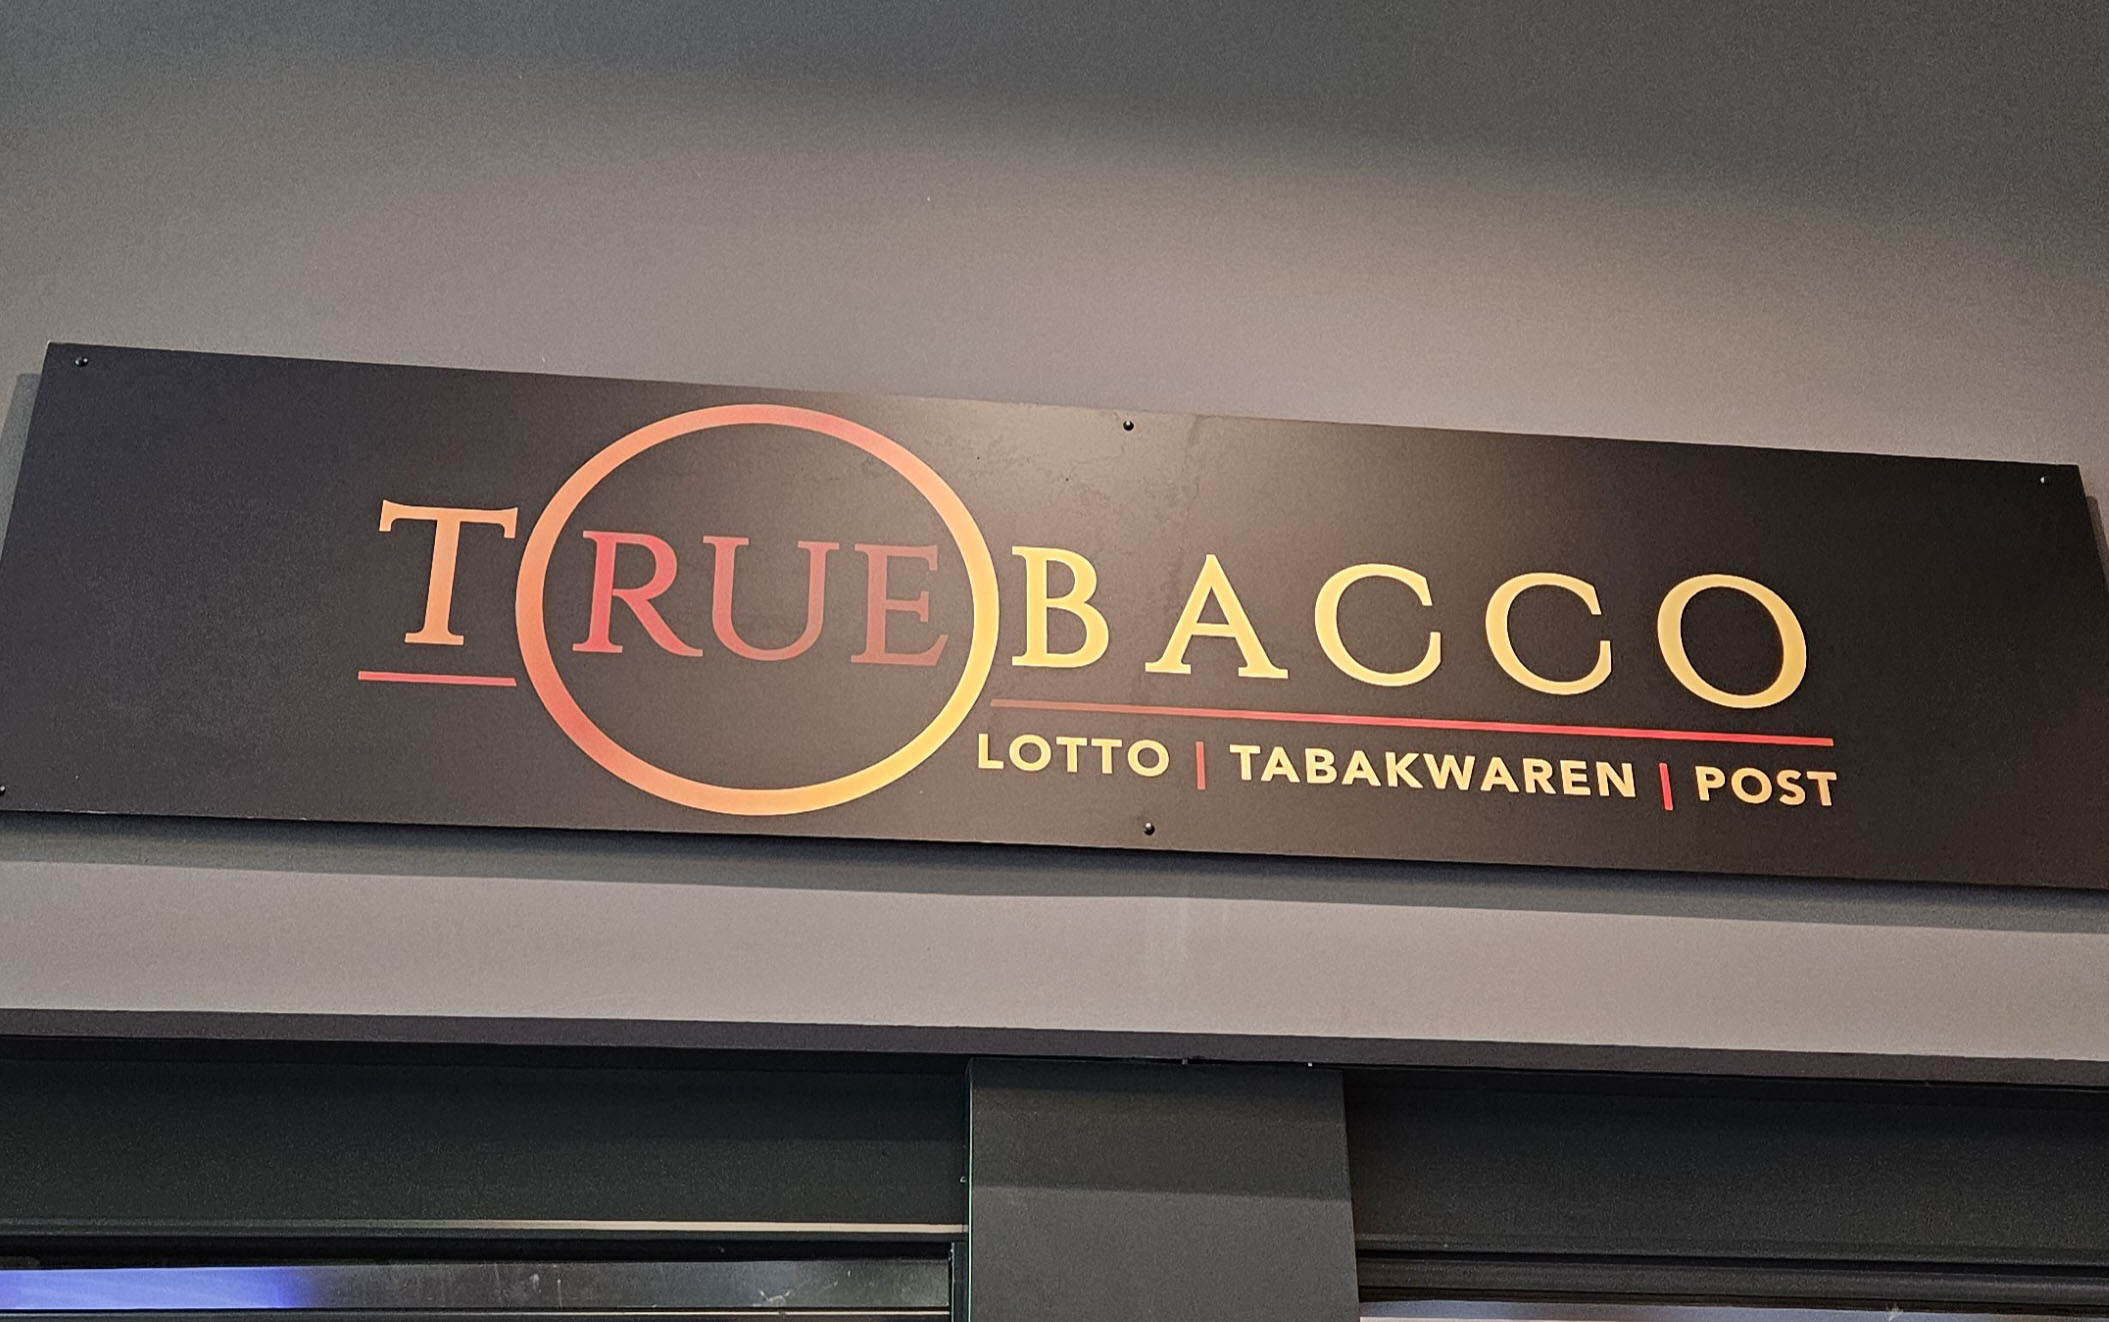 TRUEBACCO
LOTTO | TABAKWAREN | POST